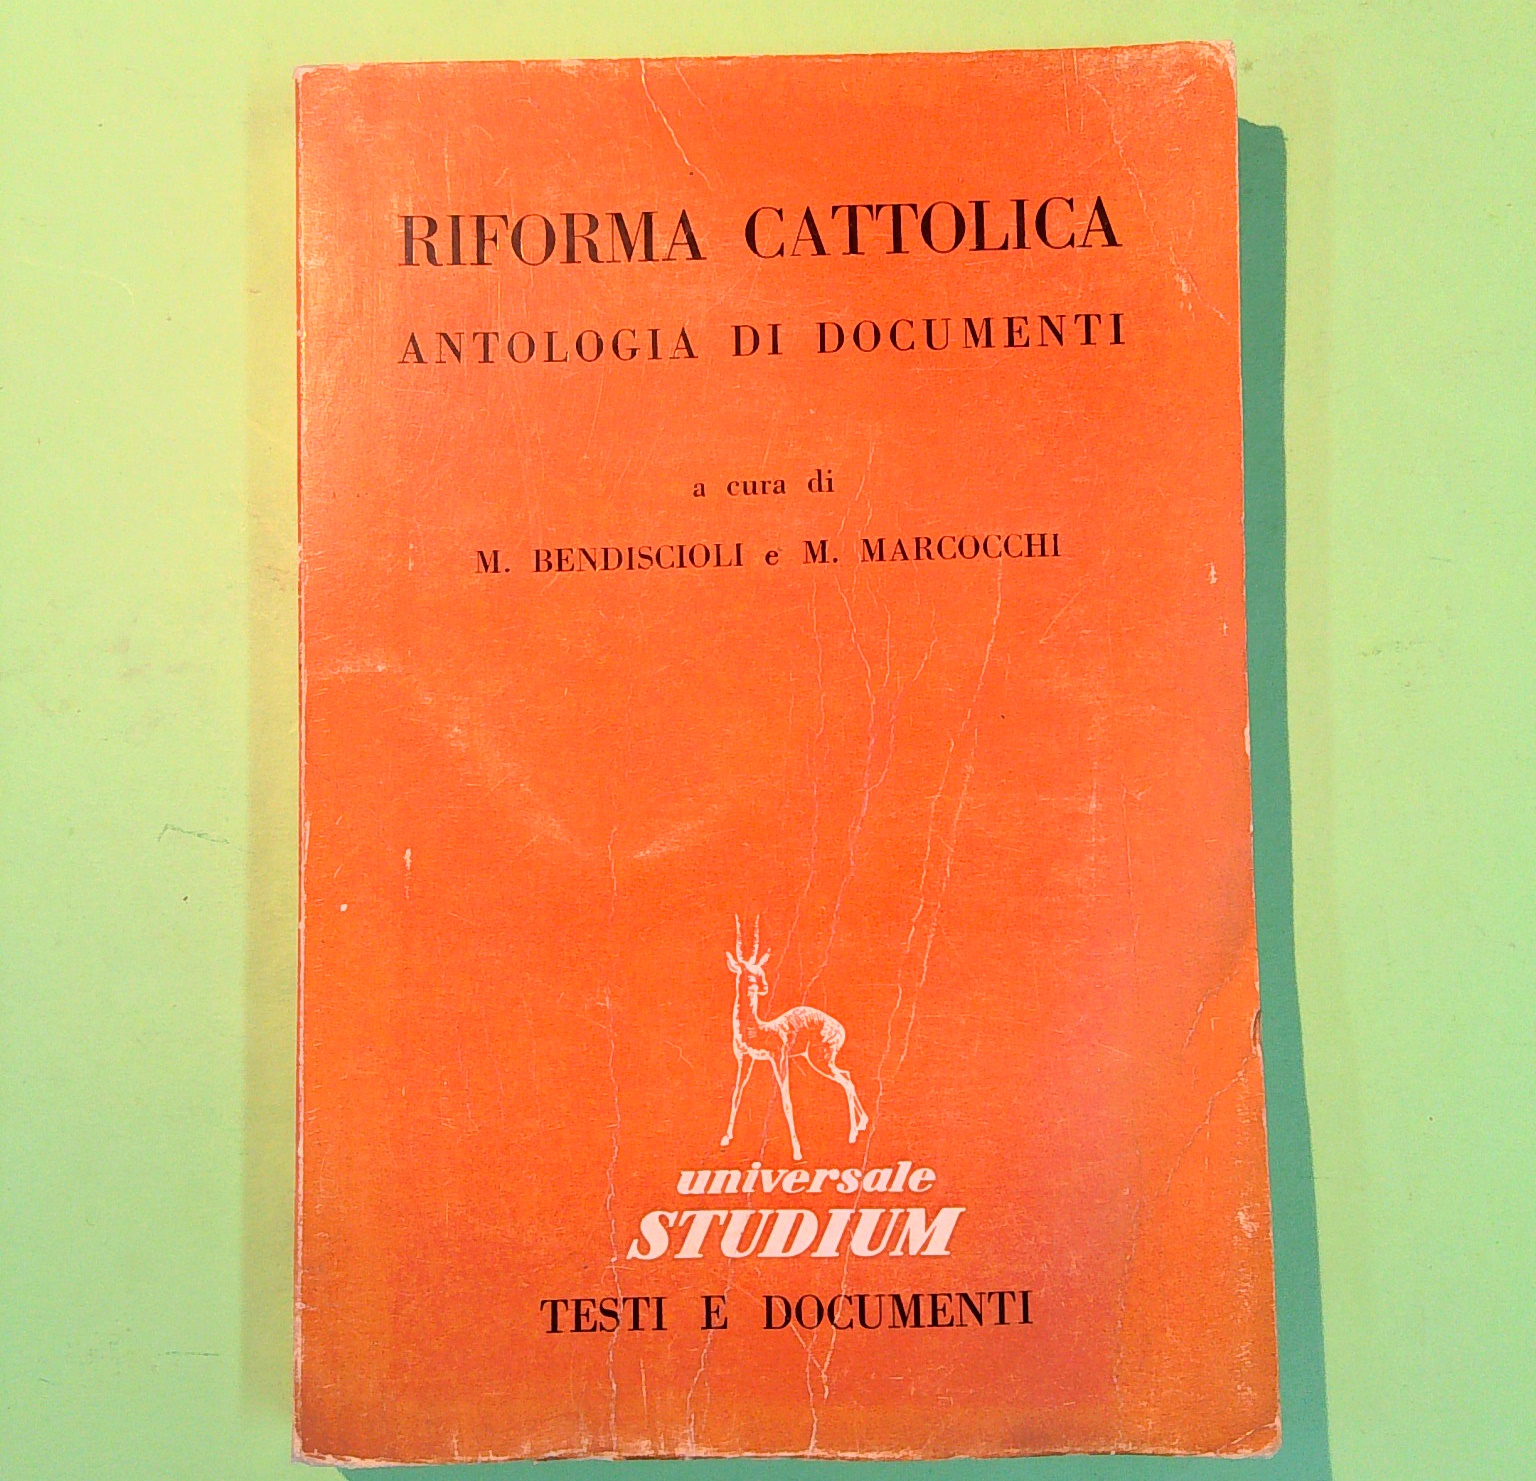 RIFORMA CATTOLICA
ANTOLOGIA DI DOCUMENTI
a cura di
M. BENDISCIOLI e M. MARCOCCHI
universale
STUDIUM
TESTI E DOCUMENTI